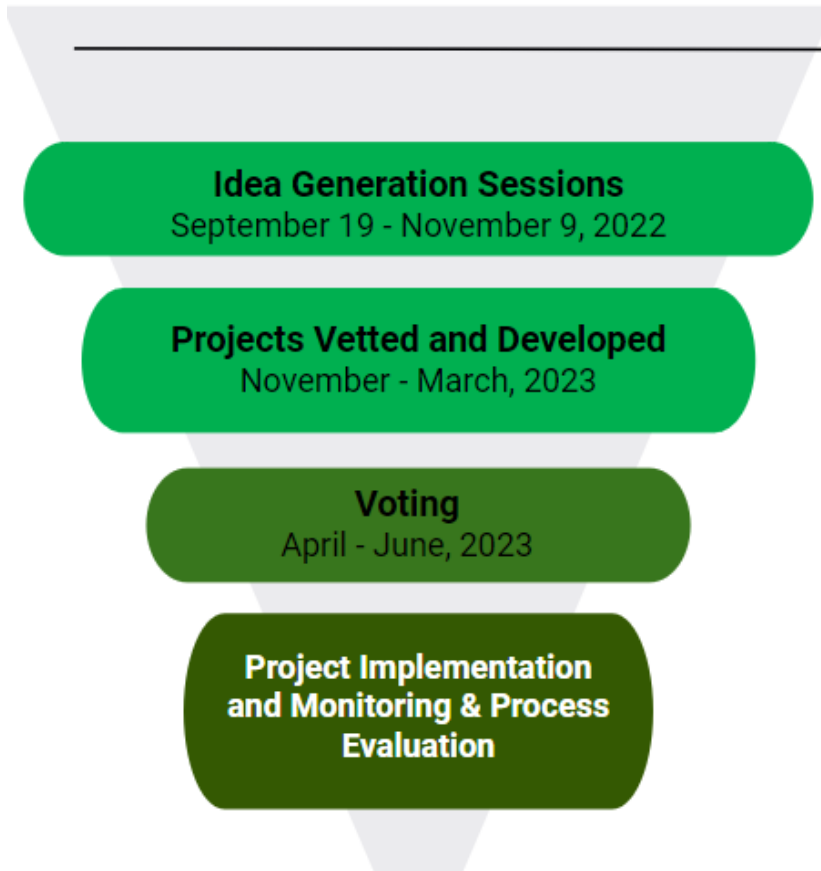 Idea Generation Sessions
September 19 - November 9, 2022
Projects Vetted and Developed
November - March, 2023
Voting
April - June, 2023
Project Implementation
and Monitoring & Process
Evaluation